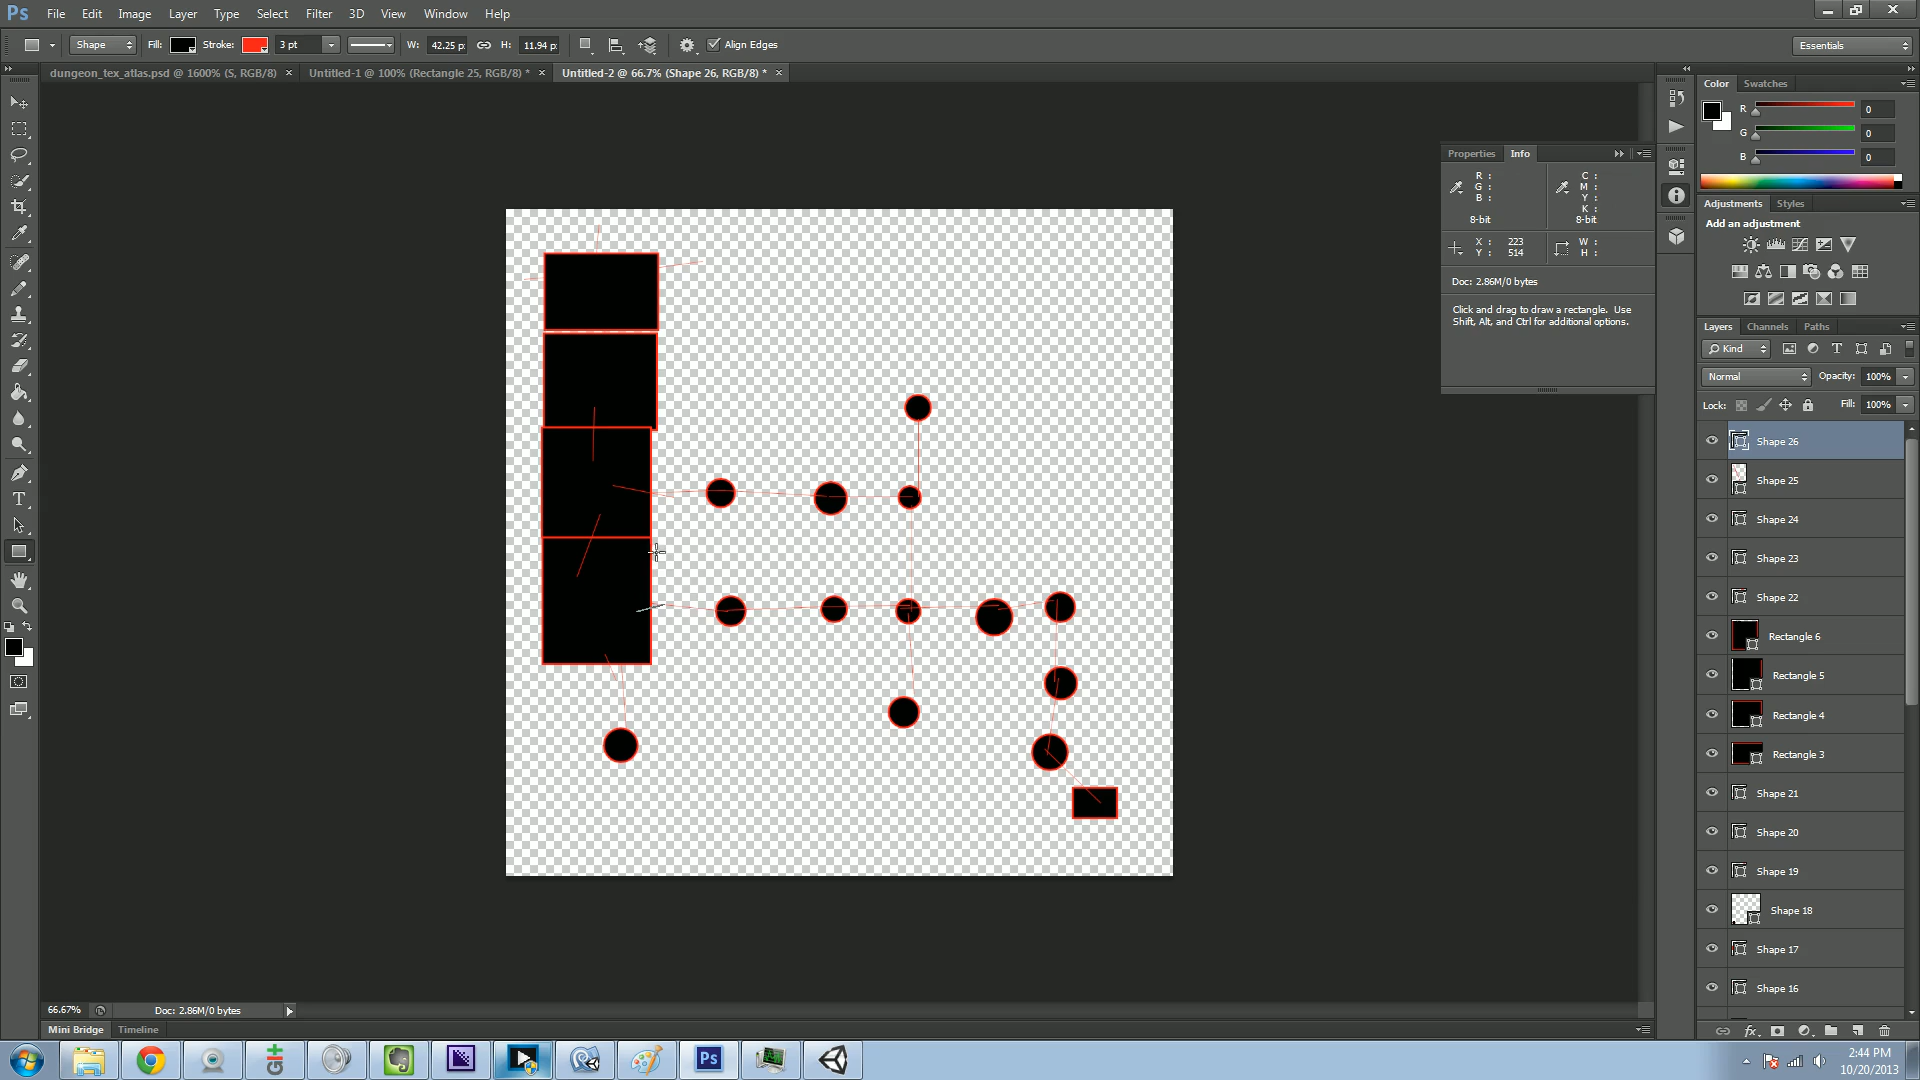 Ps File Edit Image Layer Type Select Filter 3D View Window Help
Shape Fill: Stroke: 3 pt W: 42.25 p: H: 11.94 p: Align Edges Essentials
dungeon_tex_atlas.psd @ 1600% (S, RGB/8) × Untitled-1 @ 100% (Rectangle 25, RGB/8) * × Untitled-2 @ 66.7% (Shape 26, RGB/8) * ×
Color Swatches
R 0
G 0
B 0
Properties Info
R : C :
G : M :
B : Y :
K :
8-bit 8-bit
X : 223 W :
Y : 514 H :
Doc: 2.86M/0 bytes
Click and drag to draw a rectangle. Use
Shift, Alt, and Ctrl for additional options.
Adjustments Styles
Add an adjustment
Layers Channels Paths
Kind
Normal Opacity: 100%
Lock: Fill: 100%
Shape 26
Shape 25
Shape 24
Shape 23
Shape 22
Rectangle 6
Rectangle 5
Rectangle 4
Rectangle 3
Shape 21
Shape 20
Shape 19
Shape 18
Shape 17
Shape 16
66.67% Doc: 2.86M/0 bytes
Mini Bridge Timeline
git Ps 2:44 PM
10/20/2013